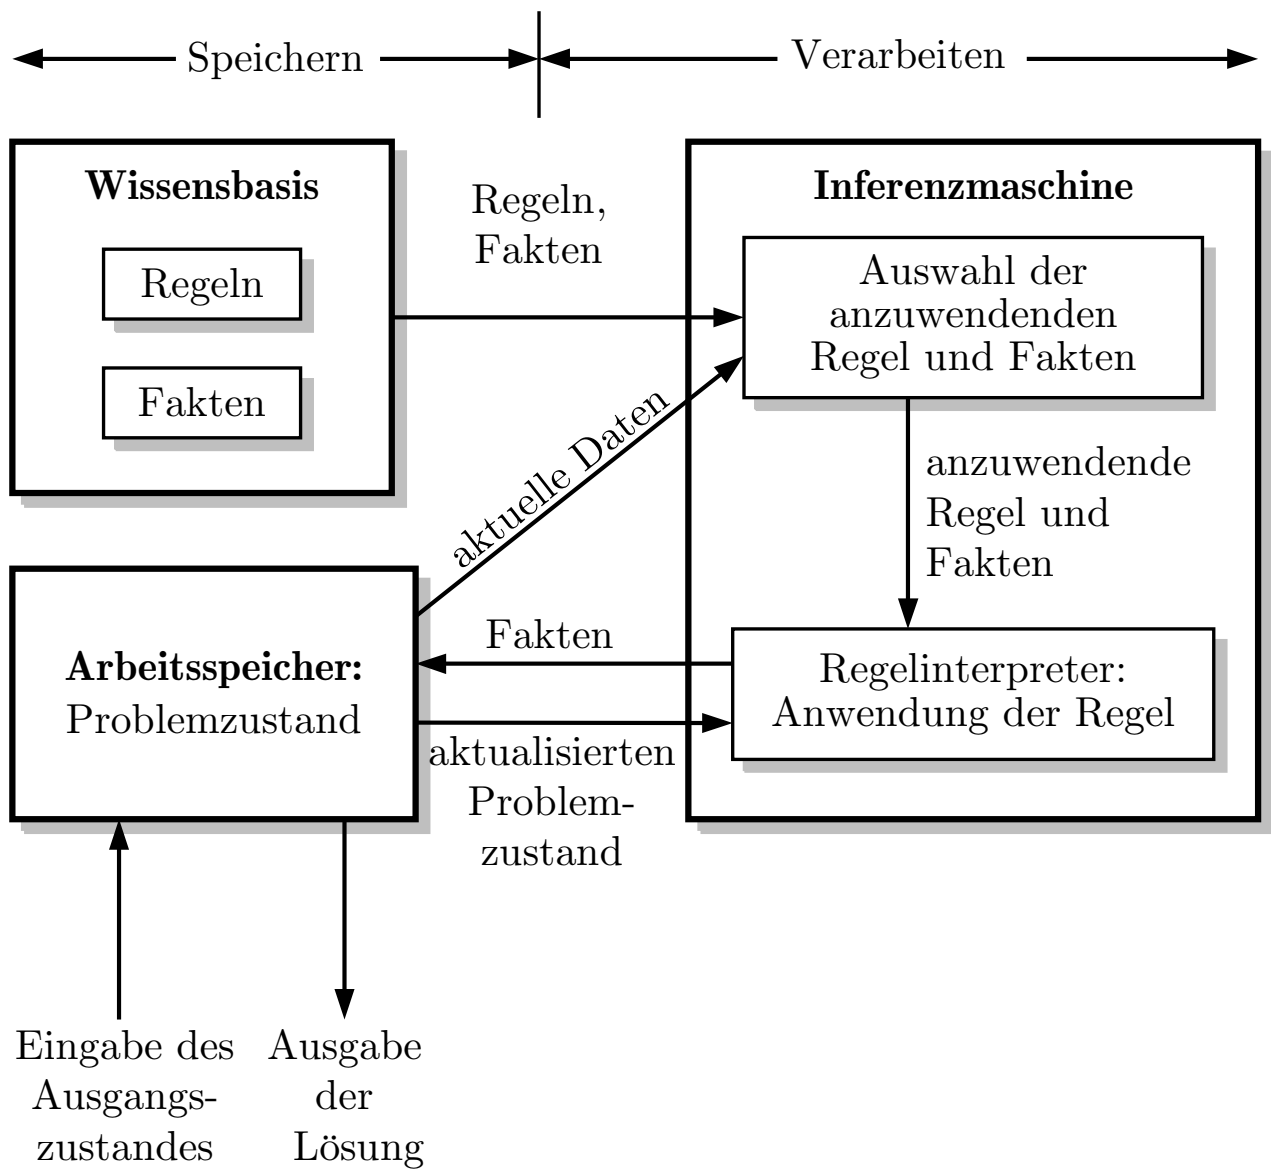 Speichern
Verarbeiten
Wissensbasis
Regeln
Fakten
Regeln,
Fakten
Inferenzmaschine
Auswahl der
anzuwendenden
Regel und Fakten
aktuelle Daten
anzuwendende
Regel und
Fakten
Arbeitsspeicher:
Problemzustand
Fakten
aktualisierten
Problem-
zustand
Regelinterpreter:
Anwendung der Regel
Eingabe des
Ausgangs-
zustandes
Ausgabe
der
Lösung